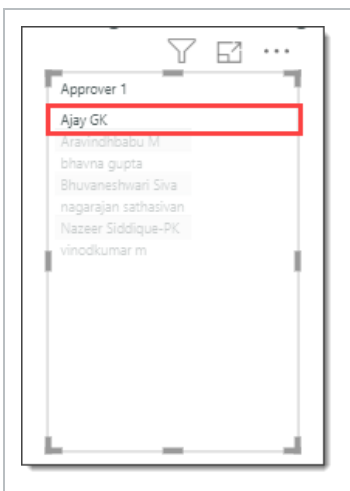 Approver 1
Ajay GK
Aravindhbabu M
bhavna gupta
Bhuvaneshwari Siva
nagarajan sathasivan
Nazeer Siddique-PK
vinodkumar m